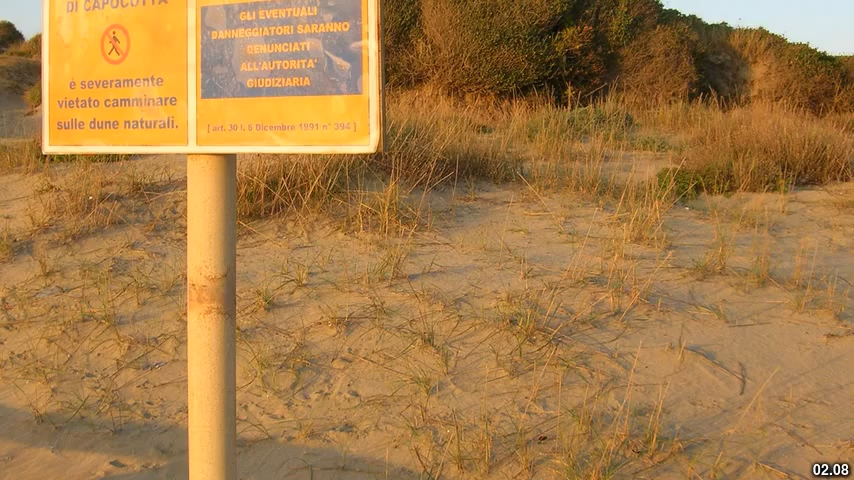 DI CAPOCOTTA
è severamente
vietato camminare
sulle dune naturali.
GLI EVENTUALI
DANNEGGIATORI SARANNO
DENUNCIATI
ALL'AUTORITA'
GIUDIZIARIA
[ art. 30 l. 6 Dicembre 1991 n° 394 ]
02.08